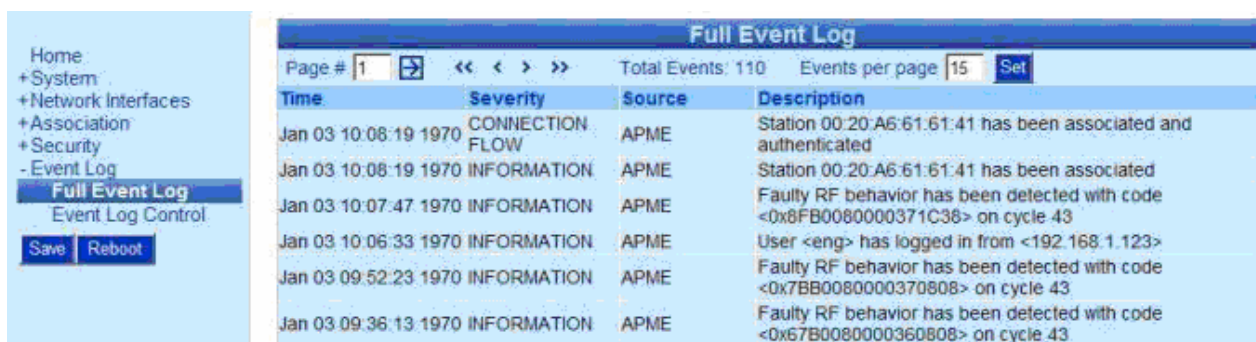 Home
+System
+Network Interfaces
+Association
+Security
-Event Log
Full Event Log
Event Log Control
Save Reboot
Full Event Log
Page # 1 << < > >> Total Events: 110 Events per page 15 Set
Time Severity Source Description
Jan 03 10:08:19 1970 CONNECTION FLOW APME Station 00:20:A6:61:61:41 has been associated and
authenticated
Jan 03 10:08:19 1970 INFORMATION APME Station 00:20:A6:61:61:41 has been associated
Jan 03 10:07:47 1970 INFORMATION APME Faulty RF behavior has been detected with code
<0x8FB0080000371C38> on cycle 43
Jan 03 10:06:33 1970 INFORMATION APME User <eng> has logged in from <192.168.1.123>
Jan 03 09:52:23 1970 INFORMATION APME Faulty RF behavior has been detected with code
<0x7BB0080000370808> on cycle 43
Jan 03 09:36:13 1970 INFORMATION APME Faulty RF behavior has been detected with code
<0x67B0080000360808> on cycle 43